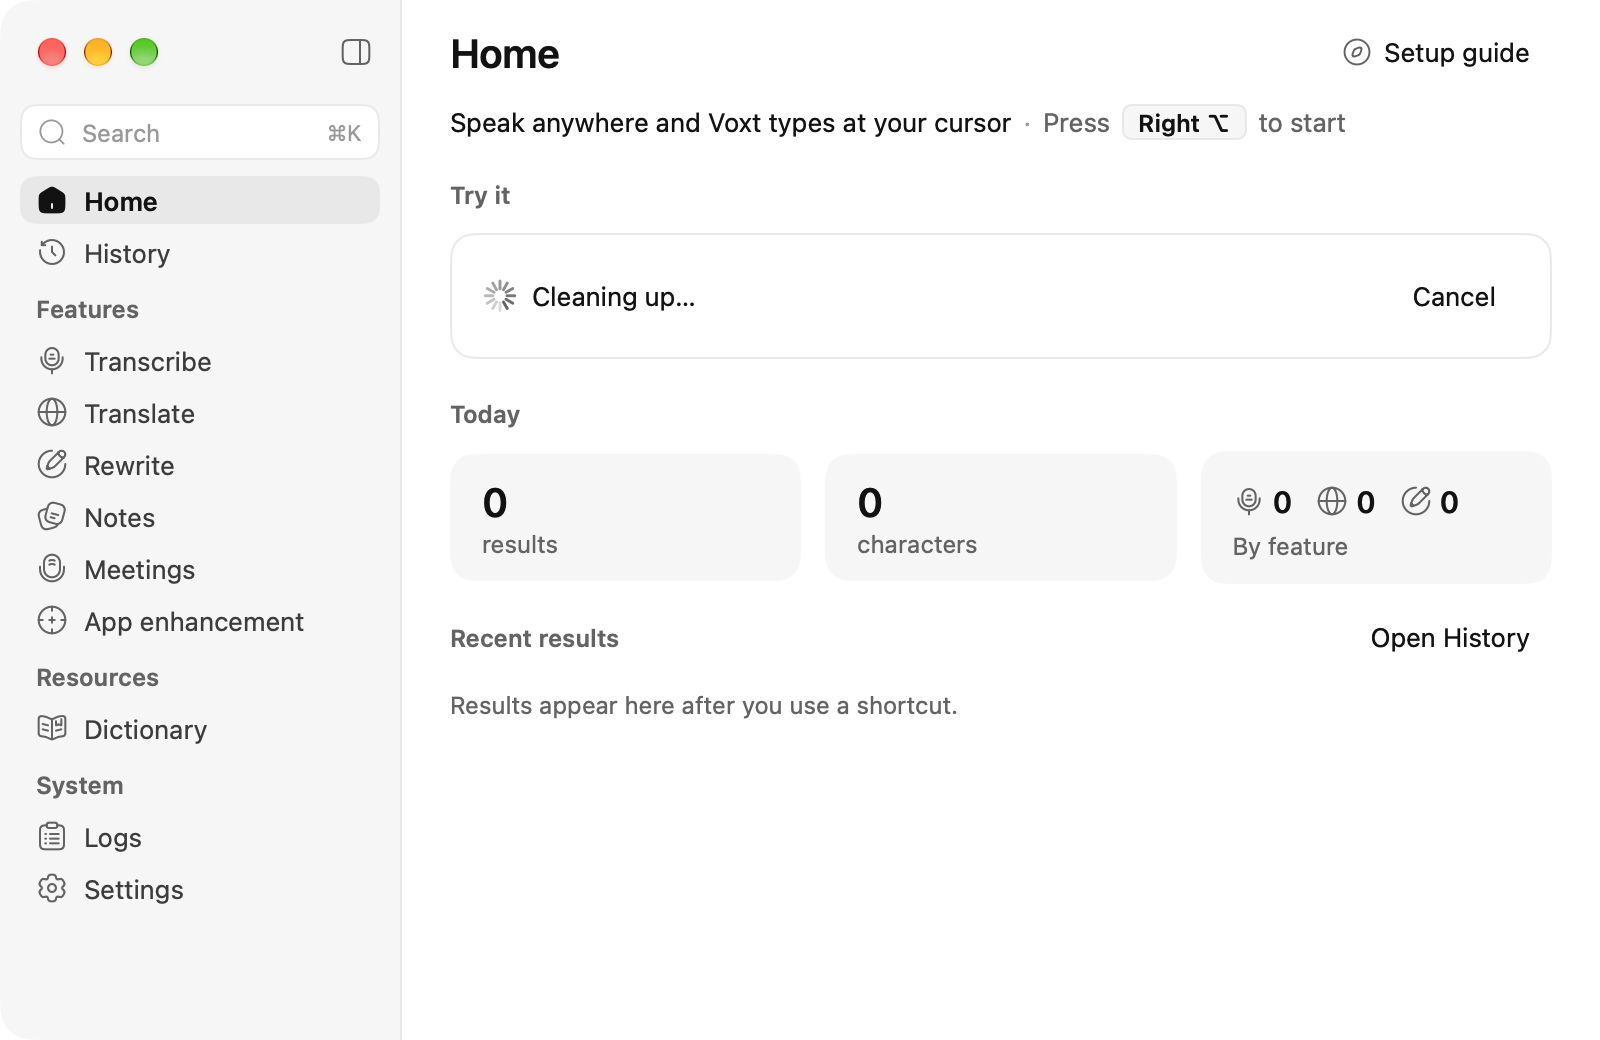 Search ⌘K
Home
History
Features
Transcribe
Translate
Rewrite
Notes
Meetings
App enhancement
Resources
Dictionary
System
Logs
Settings
Home
Setup guide
Speak anywhere and Voxt types at your cursor · Press Right ⌥ to start
Try it
Cleaning up...
Cancel
Today
0
results
0
characters
0 0 0
By feature
Recent results
Open History
Results appear here after you use a shortcut.